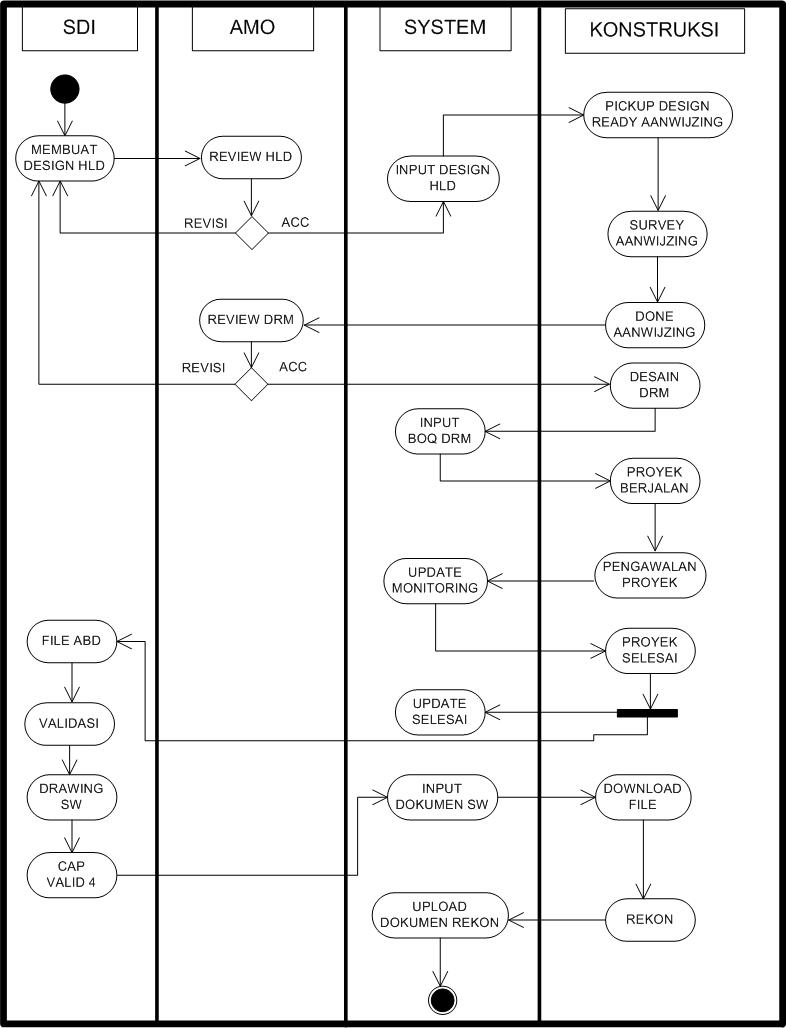 SDI
AMO
SYSTEM
KONSTRUKSI
PICKUP DESIGN
READY AANWIJZING
MEMBUAT
DESIGN HLD
REVIEW HLD
INPUT DESIGN
HLD
REVISI
ACC
SURVEY
AANWIJZING
REVIEW DRM
DONE
AANWIJZING
REVISI
ACC
DESAIN
DRM
INPUT
BOQ DRM
PROYEK
BERJALAN
UPDATE
MONITORING
PENGAWALAN
PROYEK
FILE ABD
PROYEK
SELESAI
VALIDASI
UPDATE
SELESAI
DRAWING
SW
INPUT
DOKUMEN SW
DOWNLOAD
FILE
CAP
VALID 4
UPLOAD
DOKUMEN REKON
REKON